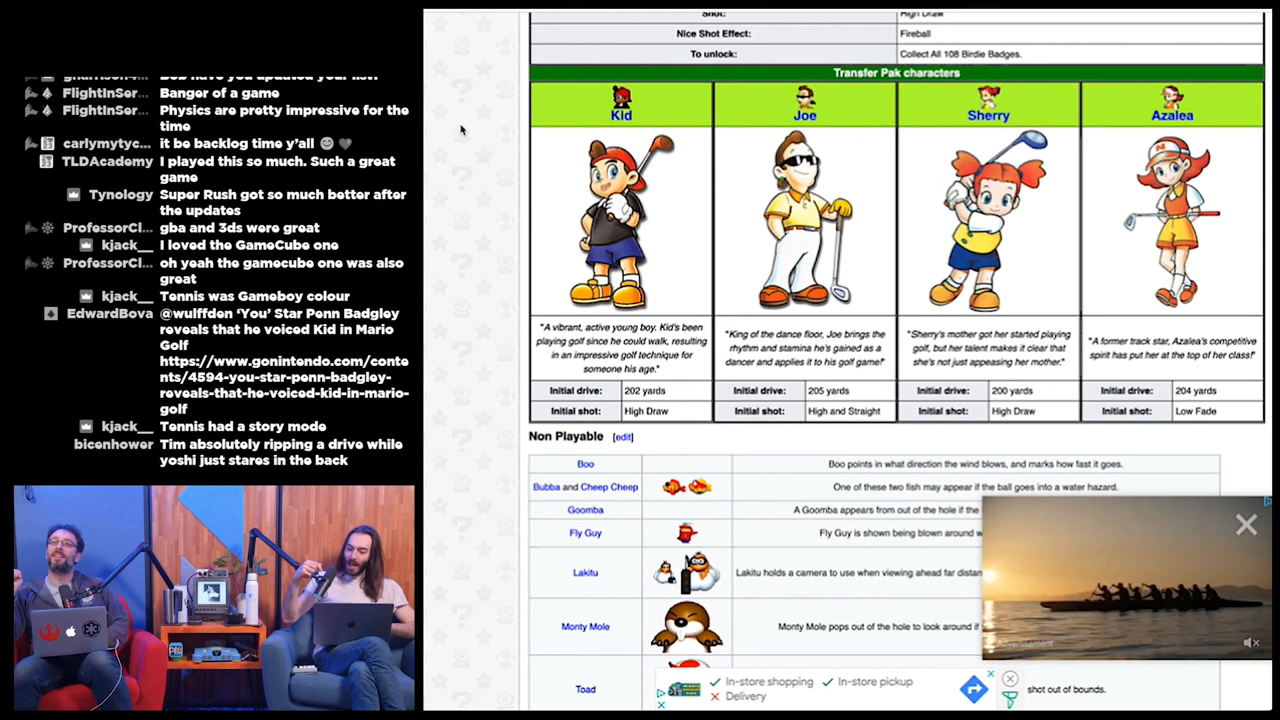 gharrison4... Bob have you updated your list?
FlightInSer... Banger of a game
FlightInSer... Physics are pretty impressive for the
time
carlymytyc... it be backlog time y'all
TLDAcademy I played this so much. Such a great
game
Tynology Super Rush got so much better after
the updates
ProfessorCl... gba and 3ds were great
kjack__ I loved the GameCube one
ProfessorCl... oh yeah the gamecube one was also
great
kjack__ Tennis was Gameboy colour
EdwardBova @wulffden ‘You’ Star Penn Badgley
reveals that he voiced Kid in Mario
Golf
https://www.gonintendo.com/conte
nts/4594-you-star-penn-badgley-
reveals-that-he-voiced-kid-in-mario-
golf
kjack__ Tennis had a story mode
bicenhower Tim absolutely ripping a drive while
yoshi just stares in the back
Shot: High Draw
Nice Shot Effect: Fireball
To unlock: Collect All 108 Birdie Badges.
Transfer Pak characters
Kid Joe Sherry Azalea
"A vibrant, active young boy. Kid's been
playing golf since he could walk, resulting
in an impressive golf technique for
someone his age."
"King of the dance floor, Joe brings the
rhythm and stamina he's gained as a
dancer and applies it to his golf game!"
"Sherry's mother got her started playing
golf, but her talent makes it clear that
she's not just appeasing her mother."
"A former track star, Azalea's competitive
spirit has put her at the top of her class!"
Initial drive: 202 yards Initial drive: 205 yards Initial drive: 200 yards Initial drive: 204 yards
Initial shot: High Draw Initial shot: High and Straight Initial shot: High Draw Initial shot: Low Fade
Non Playable [edit]
Boo Boo points in what direction the wind blows, and marks how fast it goes.
Bubba and Cheep Cheep One of these two fish may appear if the ball goes into a water hazard.
Goomba A Goomba appears from out of the hole if the
Fly Guy Fly Guy is shown being blown around w
Lakitu Lakitu holds a camera to use when viewing ahead far distan
Monty Mole Monty Mole pops out of the hole to look around if
Toad shot out of bounds.
In-store shopping In-store pickup
Delivery